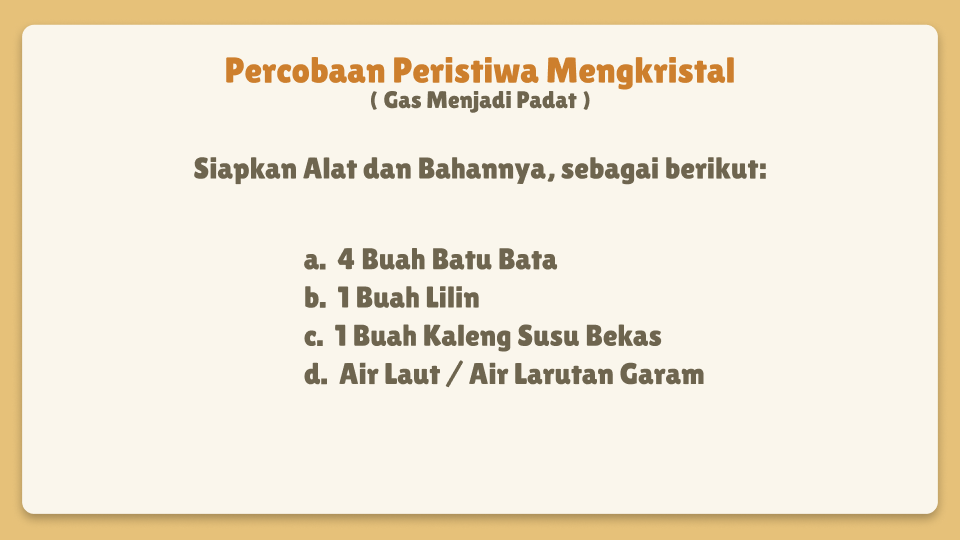 Percobaan Peristiwa Mengkristal
( Gas Menjadi Padat )
Siapkan Alat dan Bahannya, sebagai berikut:
a. 4 Buah Batu Bata
b. 1 Buah Lilin
c. 1 Buah Kaleng Susu Bekas
d. Air Laut / Air Larutan Garam